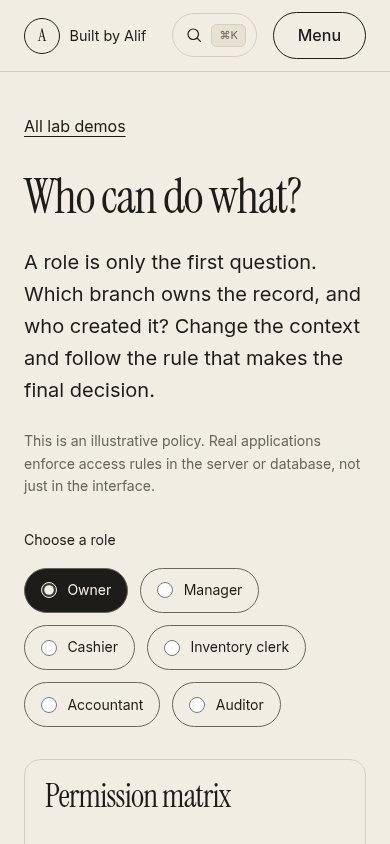 A Built by Alif ⌘K Menu
All lab demos
Who can do what?
A role is only the first question.
Which branch owns the record, and
who created it? Change the context
and follow the rule that makes the
final decision.
This is an illustrative policy. Real applications
enforce access rules in the server or database, not
just in the interface.
Choose a role
Owner Manager
Cashier Inventory clerk
Accountant Auditor
Permission matrix